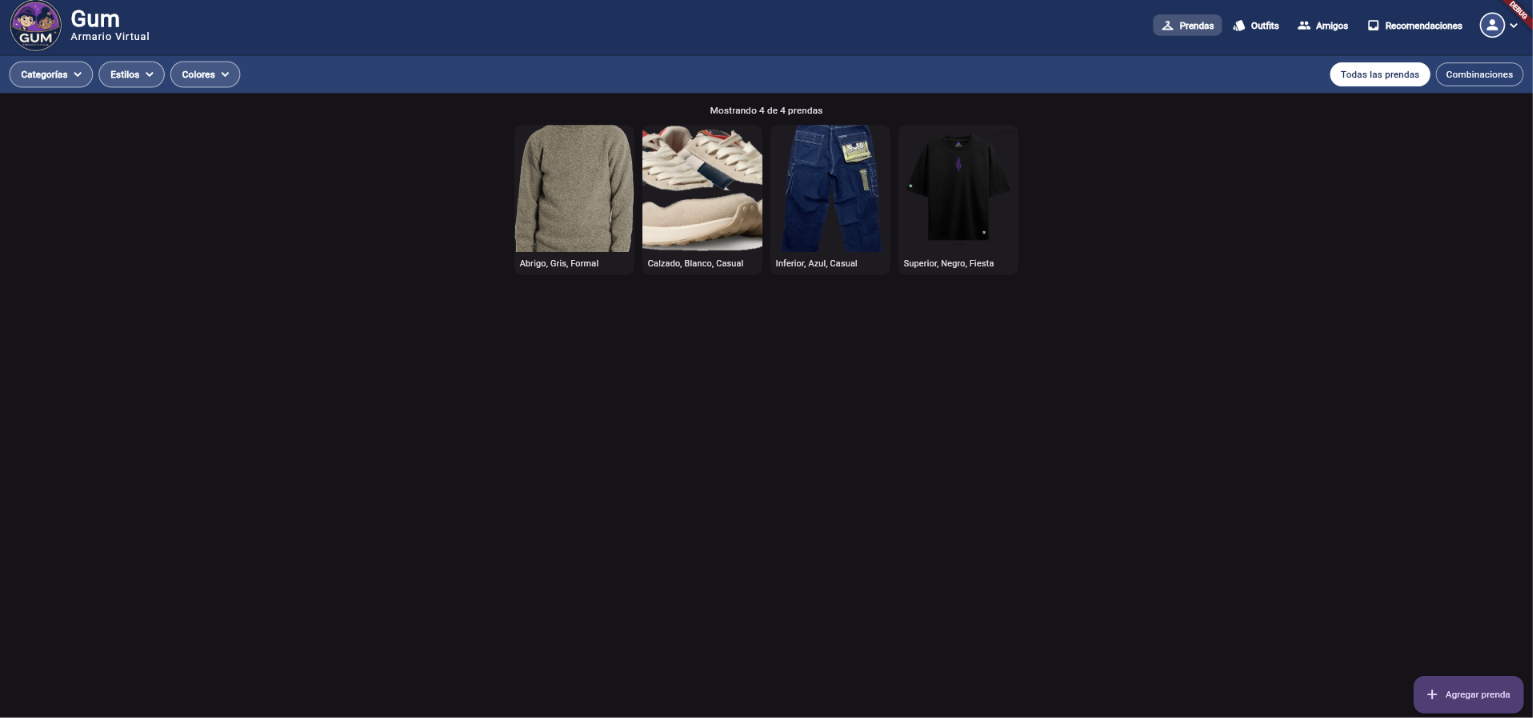 GUM
Gum
Armario Virtual
Prendas
Outfits
Amigos
Recomendaciones
DEBUG
Categorías
Estilos
Colores
Todas las prendas
Combinaciones
Mostrando 4 de 4 prendas
Abrigo, Gris, Formal
Calzado, Blanco, Casual
Inferior, Azul, Casual
Superior, Negro, Fiesta
Agregar prenda